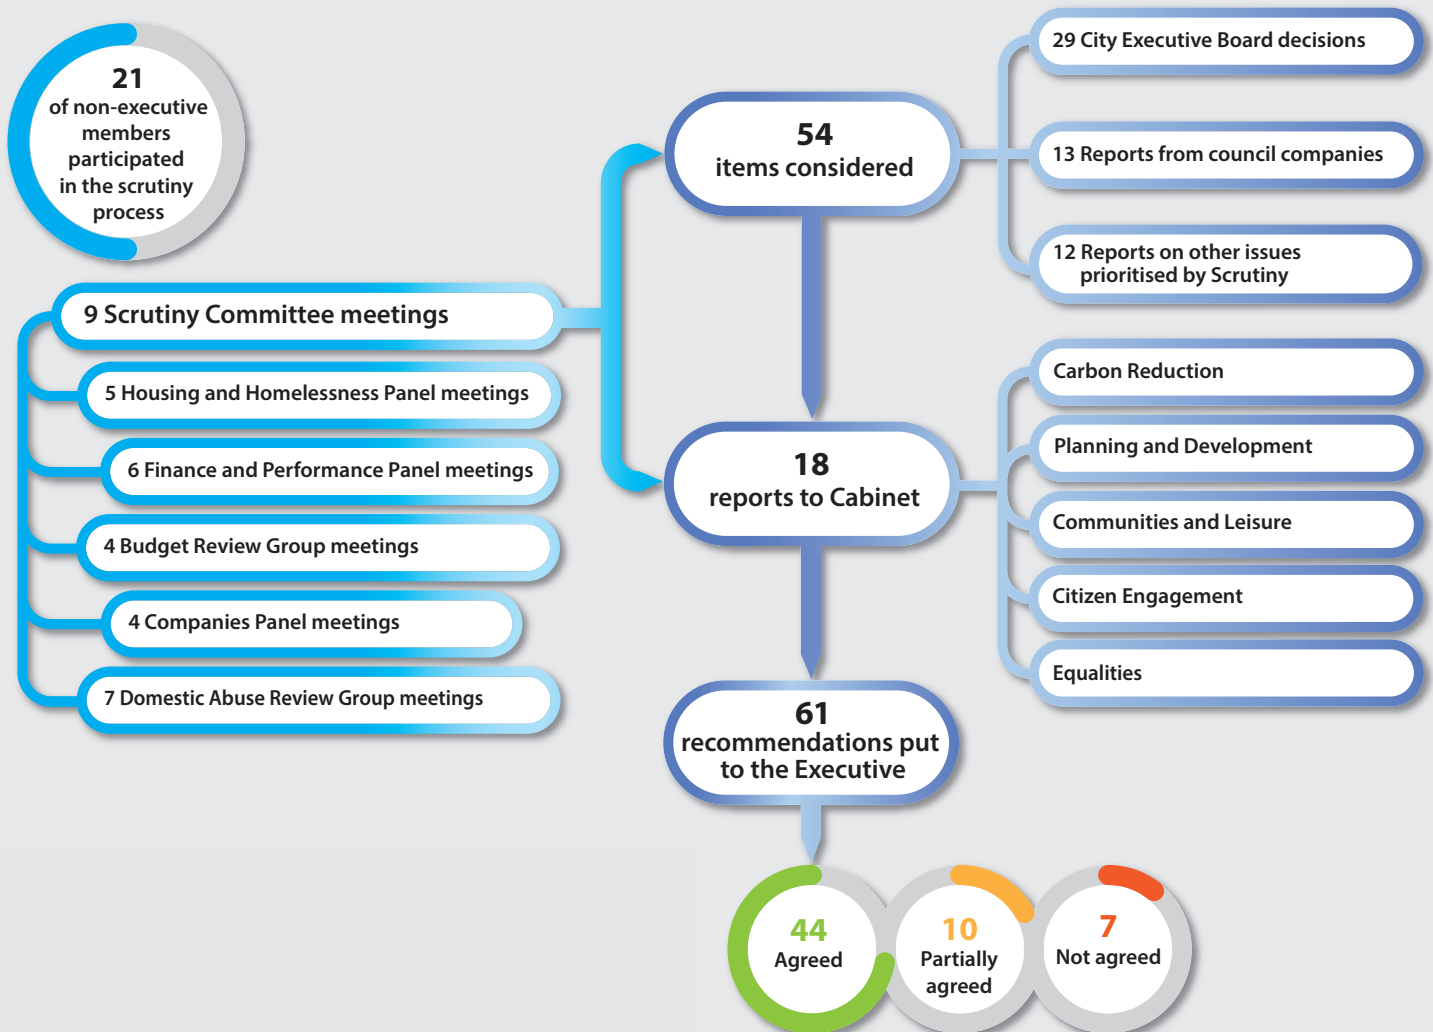 21
of non-executive
members
participated
in the scrutiny
process
9 Scrutiny Committee meetings
5 Housing and Homelessness Panel meetings
6 Finance and Performance Panel meetings
4 Budget Review Group meetings
4 Companies Panel meetings
7 Domestic Abuse Review Group meetings
54
items considered
29 City Executive Board decisions
13 Reports from council companies
12 Reports on other issues
prioritised by Scrutiny
18
reports to Cabinet
Carbon Reduction
Planning and Development
Communities and Leisure
Citizen Engagement
Equalities
61
recommendations put
to the Executive
44
Agreed
10
Partially
agreed
7
Not agreed